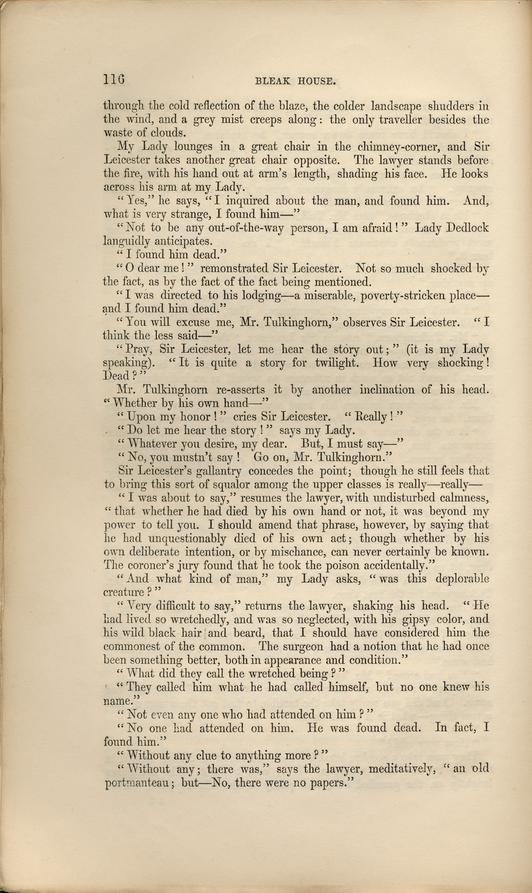 116 BLEAK HOUSE.
through the cold reflection of the blaze, the colder landscape shudders in
the wind, and a grey mist creeps along: the only traveller besides the
waste of clouds.
My Lady lounges in a great chair in the chimney-corner, and Sir
Leicester takes another great chair opposite. The lawyer stands before
the fire, with his hand out at arm's length, shading his face. He looks
across his arm at my Lady.
"Yes," he says, "I inquired about the man, and found him. And,
what is very strange, I found him—"
"Not to be any out-of-the-way person, I am afraid!" Lady Dedlock
languidly anticipates.
"I found him dead."
"O dear me!" remonstrated Sir Leicester. Not so much shocked by
the fact, as by the fact of the fact being mentioned.
"I was directed to his lodging—a miserable, poverty-stricken place—
and I found him dead."
"You will excuse me, Mr. Tulkinghorn," observes Sir Leicester. "I
think the less said—"
"Pray, Sir Leicester, let me hear the story out;" (it is my Lady
speaking). "It is quite a story for twilight. How very shocking!
Dead?"
Mr. Tulkinghorn re-asserts it by another inclination of his head.
"Whether by his own hand—"
"Upon my honor!" cries Sir Leicester. "Really!"
"Do let me hear the story!" says my Lady.
"Whatever you desire, my dear. But, I must say—"
"No, you mustn't say! Go on, Mr. Tulkinghorn."
Sir Leicester's gallantry concedes the point; though he still feels that
to bring this sort of squalor among the upper classes is really—really—
"I was about to say," resumes the lawyer, with undisturbed calmness,
"that whether he had died by his own hand or not, it was beyond my
power to tell you. I should amend that phrase, however, by saying that
he had unquestionably died of his own act; though whether by his
own deliberate intention, or by mischance, can never certainly be known.
The coroner's jury found that he took the poison accidentally."
"And what kind of man," my Lady asks, "was this deplorable
creature?"
"Very difficult to say," returns the lawyer, shaking his head. "He
had lived so wretchedly, and was so neglected, with his gipsy color, and
his wild black hair and beard, that I should have considered him the
commonest of the common. The surgeon had a notion that he had once
been something better, both in appearance and condition."
"What did they call the wretched being?"
"They called him what he had called himself, but no one knew his
name."
"Not even any one who had attended on him?"
"No one had attended on him. He was found dead. In fact, I
found him."
"Without any clue to anything more?"
"Without any; there was," says the lawyer, meditatively, "an old
portmanteau; but—No, there were no papers."